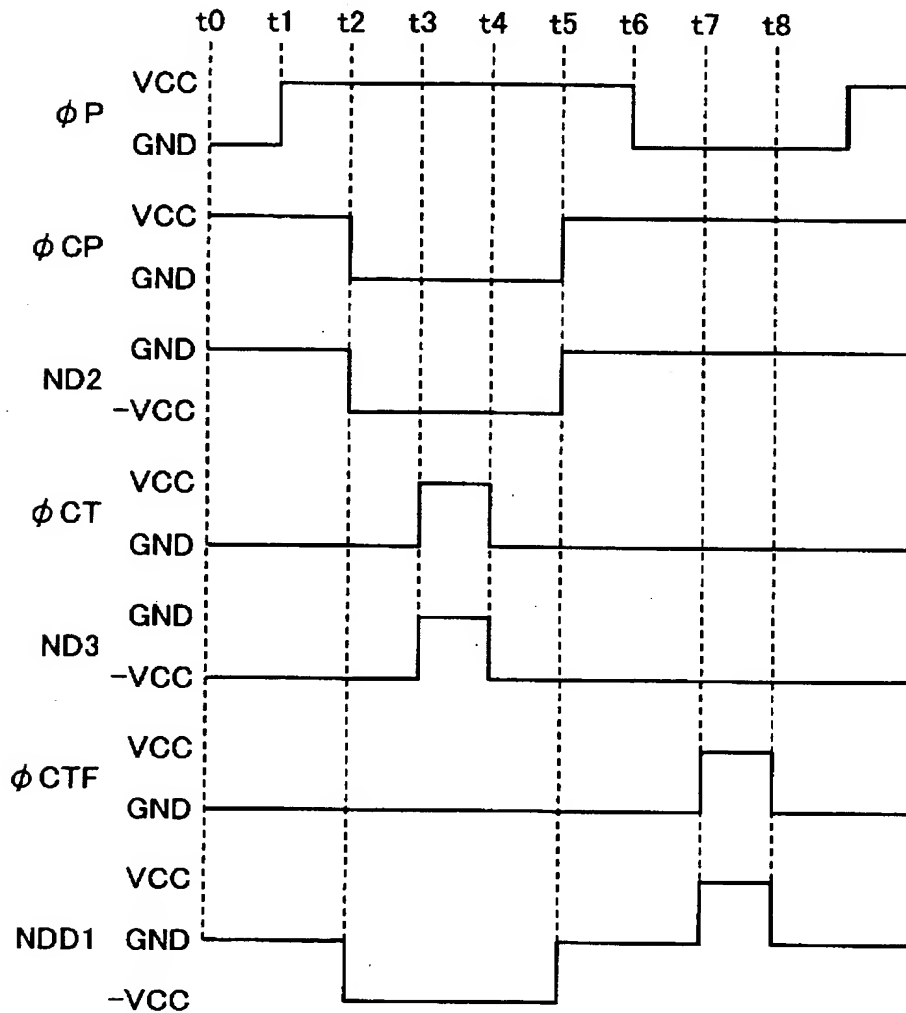 t0 t1 t2 t3 t4 t5 t6 t7 t8
VCC
φP
GND
VCC
φCP
GND
GND
ND2
-VCC
VCC
φCT
GND
GND
ND3
-VCC
VCC
φCTF
GND
VCC
NDD1 GND
-VCC